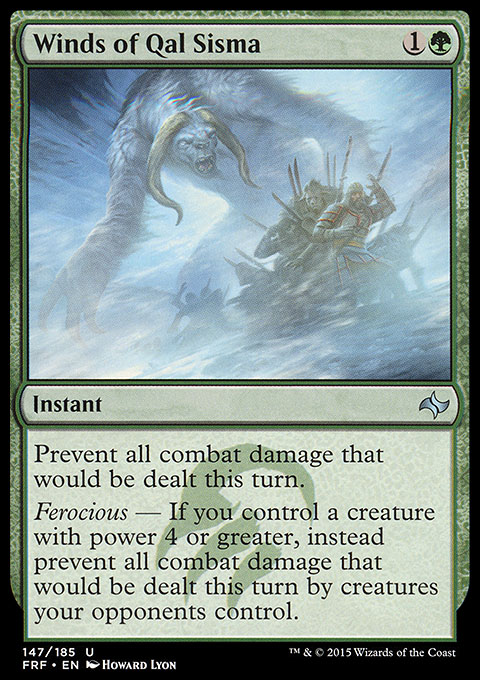 Winds of Qal Sisma 1
Instant
Prevent all combat damage that
would be dealt this turn.
Ferocious — If you control a creature
with power 4 or greater, instead
prevent all combat damage that
would be dealt this turn by creatures
your opponents control.
147/185 U
FRF • EN Howard Lyon
™ & © 2015 Wizards of the Coast